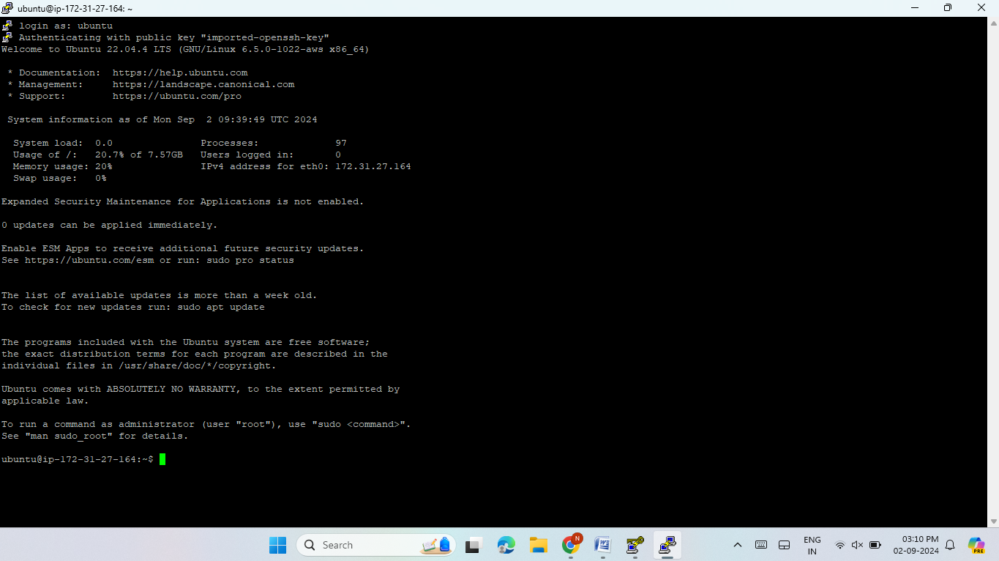 ubuntu@ip-172-31-27-164: ~
login as: ubuntu
Authenticating with public key "imported-openssh-key"
Welcome to Ubuntu 22.04.4 LTS (GNU/Linux 6.5.0-1022-aws x86_64)
* Documentation:  https://help.ubuntu.com
* Management:     https://landscape.canonical.com
* Support:        https://ubuntu.com/pro
System information as of Mon Sep  2 09:39:49 UTC 2024
System load:  0.0               Processes:             97
Usage of /:   20.7% of 7.57GB   Users logged in:       0
Memory usage: 20%               IPv4 address for eth0: 172.31.27.164
Swap usage:   0%
Expanded Security Maintenance for Applications is not enabled.
0 updates can be applied immediately.
Enable ESM Apps to receive additional future security updates.
See https://ubuntu.com/esm or run: sudo pro status
The list of available updates is more than a week old.
To check for new updates run: sudo apt update
The programs included with the Ubuntu system are free software;
the exact distribution terms for each program are described in the
individual files in /usr/share/doc/*/copyright.
Ubuntu comes with ABSOLUTELY NO WARRANTY, to the extent permitted by
applicable law.
To run a command as administrator (user "root"), use "sudo <command>".
See "man sudo_root" for details.
ubuntu@ip-172-31-27-164:~$
Search
N
W
ENG
IN
03:10 PM
02-09-2024
PRE